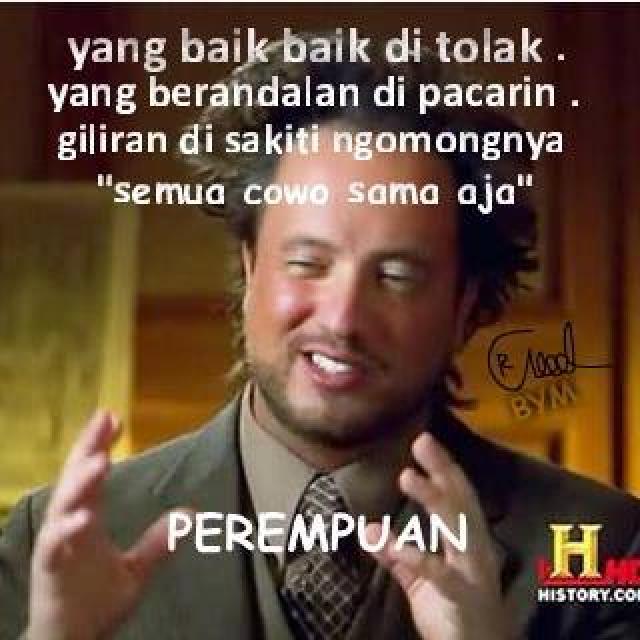 yang baik baik di tolak .
yang berandalan di pacarin .
giliran di sakiti ngomongnya
"semua cowo sama aja"
BYM
PEREMPUAN
H
HISTORY.CO